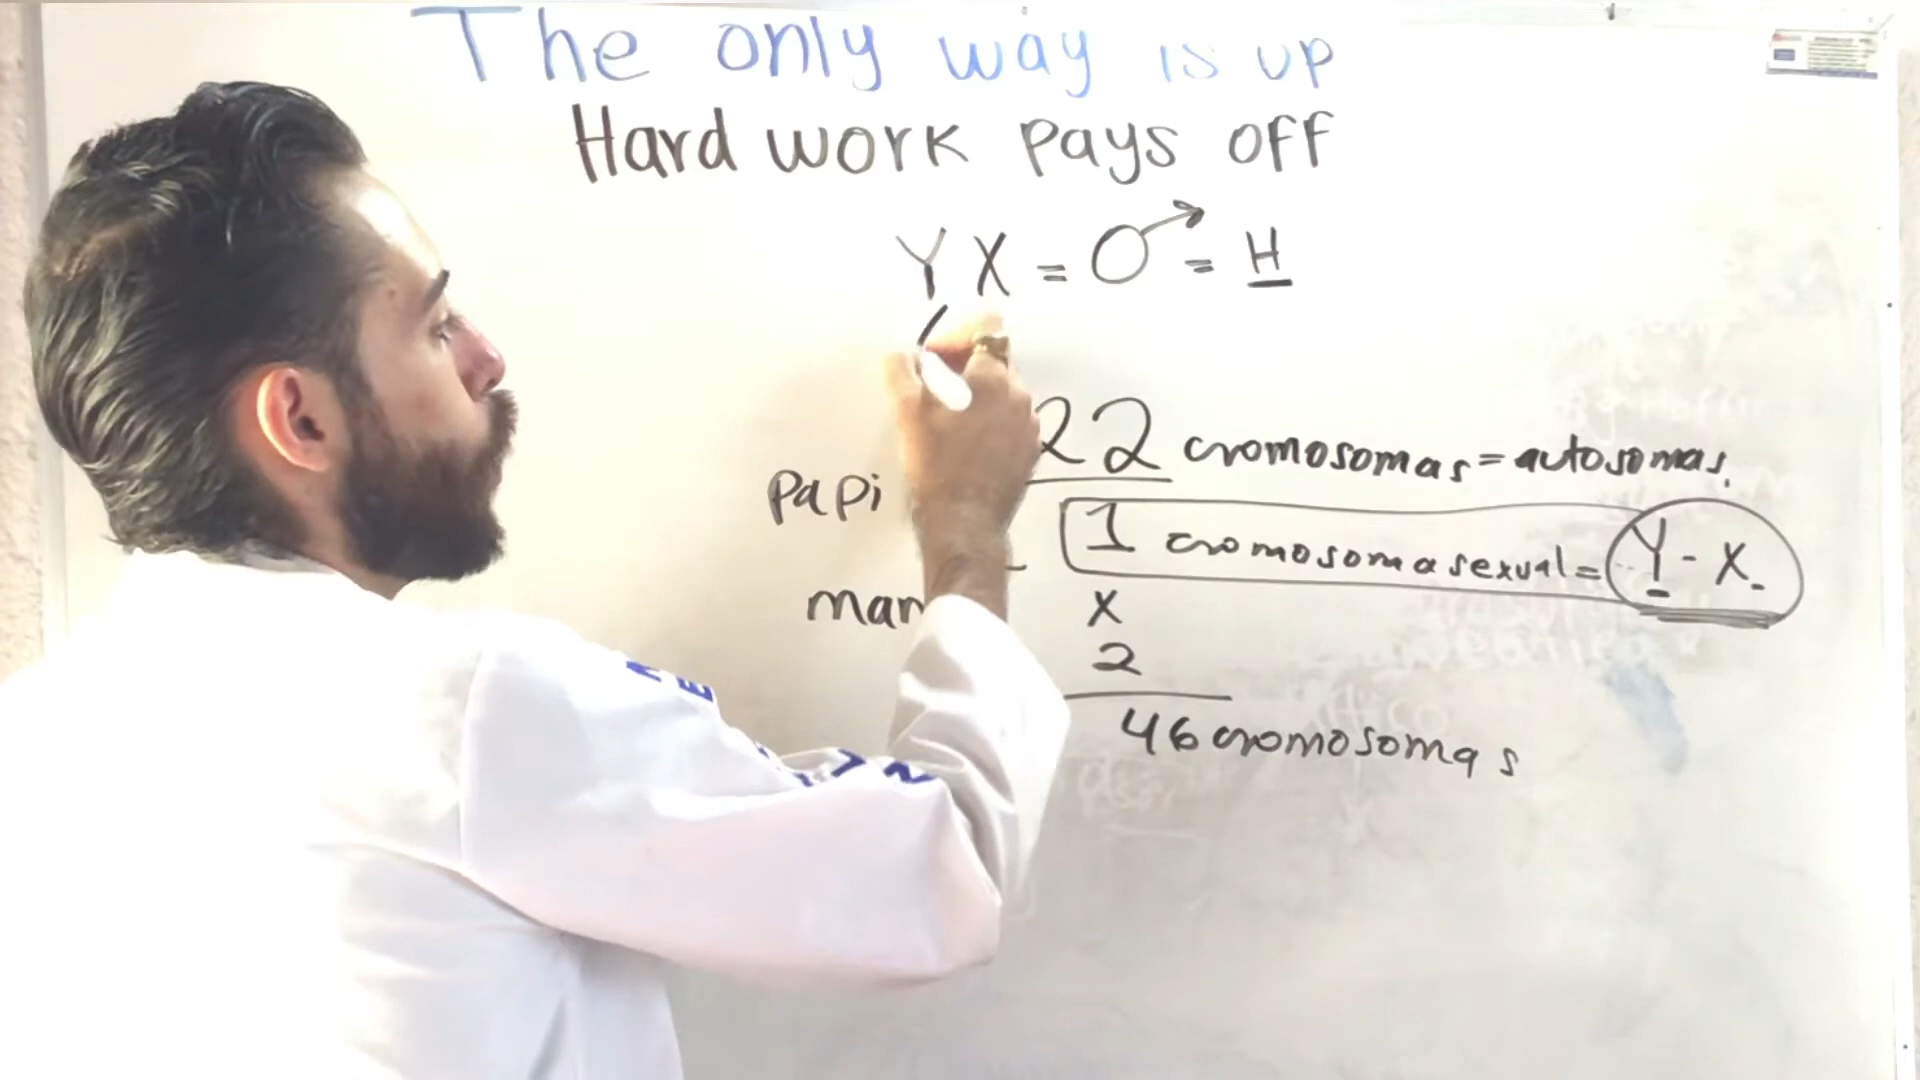 The only way is up
Hard work pays off
YX = ♂ = H
22 cromosomas = autosomas.
papi
1 cromosoma sexual = Y - X.
mam
x
2
46 cromosomas